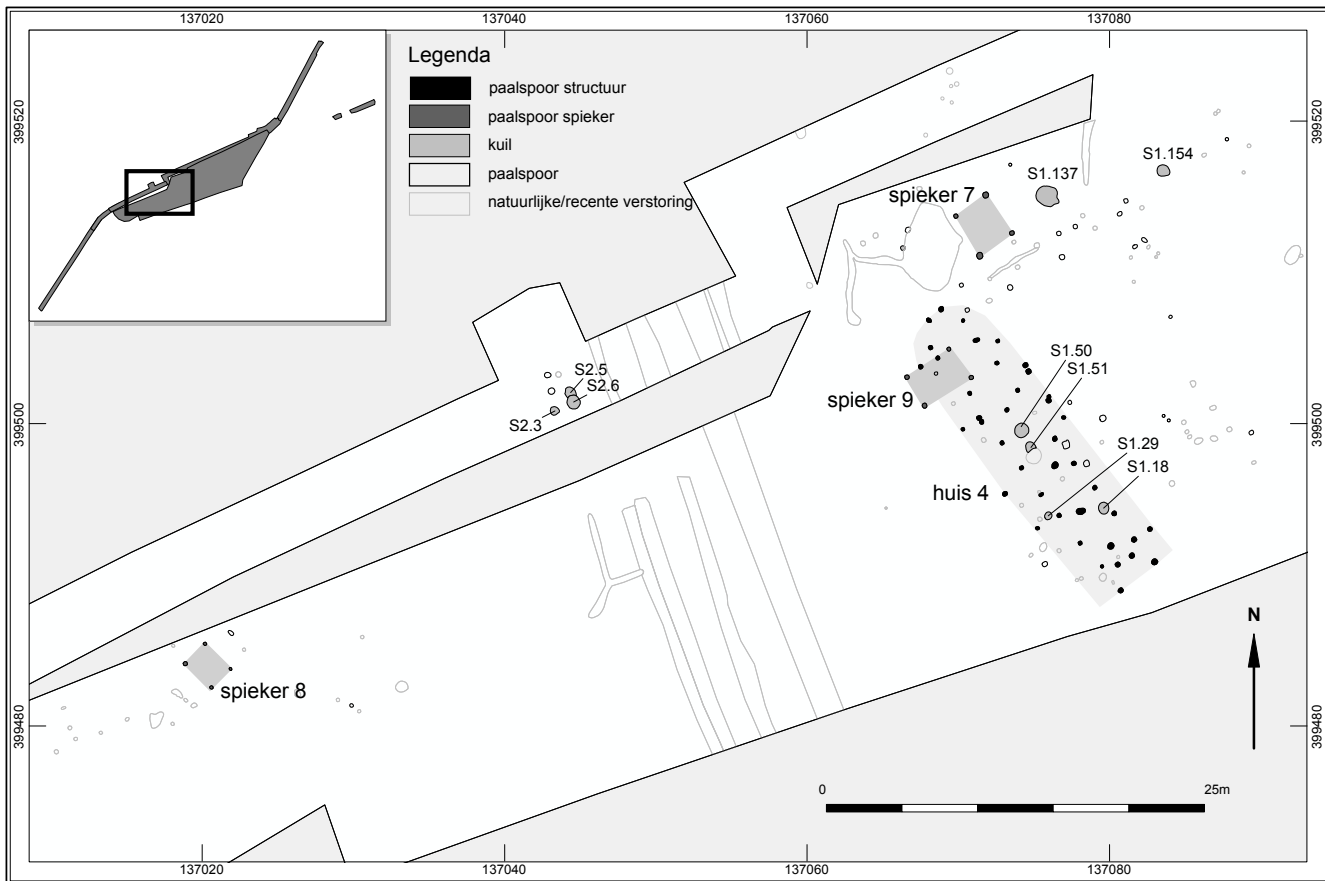 137020
137040
137060
137080
Legenda
paalspoor structuur
paalspoor spieker
kuil
paalspoor
natuurlijke/recente verstoring
399520
399520
S1.154
S1.137
spieker 7
S1.50
S1.51
S2.5
S2.6
S2.3
spieker 9
399500
399500
S1.29
S1.18
huis 4
N
spieker 8
399480
399480
0
25m
137020
137040
137060
137080